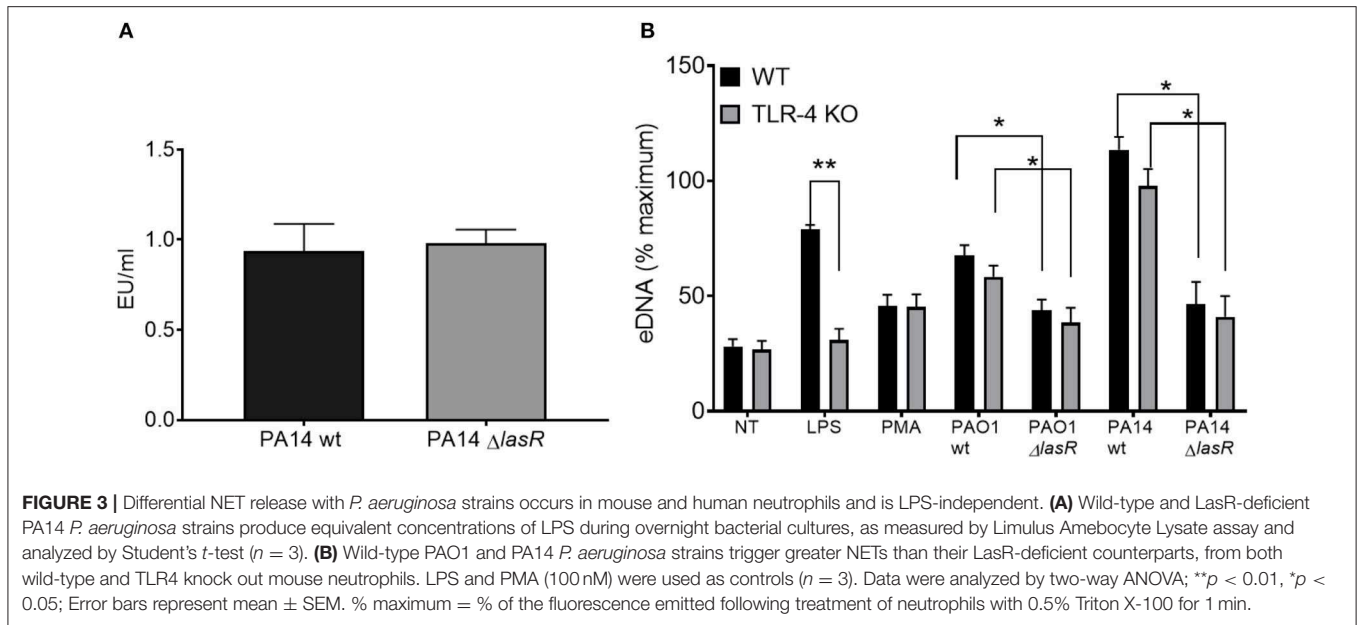 A
1.5
1.0
0.5
0.0
EU/ml
PA14 wt
PA14 ΔlasR
B
WT
TLR-4 KO
150
100
50
0
eDNA (% maximum)
**
*
*
*
*
NT
LPS
PMA
PAO1
wt
PAO1
ΔlasR
PA14
wt
PA14
ΔlasR
FIGURE 3 | Differential NET release with P. aeruginosa strains occurs in mouse and human neutrophils and is LPS-independent. (A) Wild-type and LasR-deficient
PA14 P. aeruginosa strains produce equivalent concentrations of LPS during overnight bacterial cultures, as measured by Limulus Amebocyte Lysate assay and
analyzed by Student's t-test (n = 3). (B) Wild-type PAO1 and PA14 P. aeruginosa strains trigger greater NETs than their LasR-deficient counterparts, from both
wild-type and TLR4 knock out mouse neutrophils. LPS and PMA (100 nM) were used as controls (n = 3). Data were analyzed by two-way ANOVA; **p < 0.01, *p <
0.05; Error bars represent mean ± SEM. % maximum = % of the fluorescence emitted following treatment of neutrophils with 0.5% Triton X-100 for 1 min.